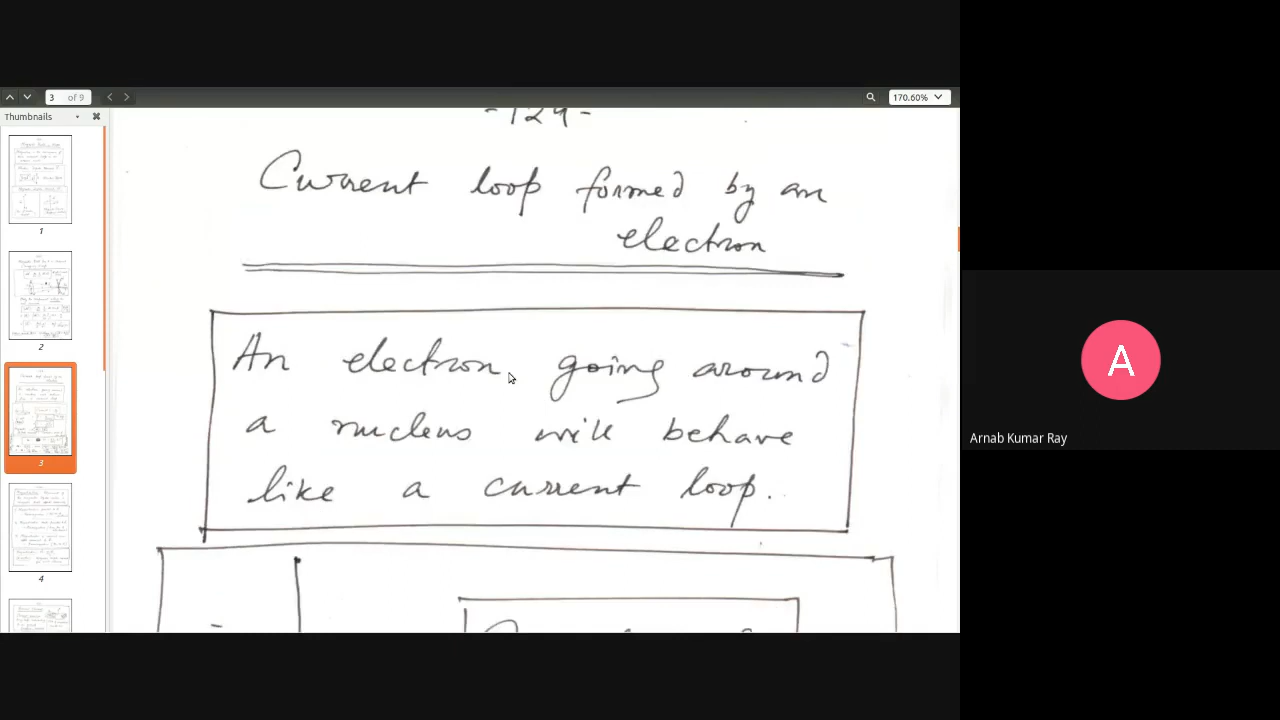 3 of 9
170.60%
Thumbnails
1
2
3
4
-129-
Current loop formed by an
electron
An electron going around
a nucleus will behave
like a current loop.
A
Arnab Kumar Ray